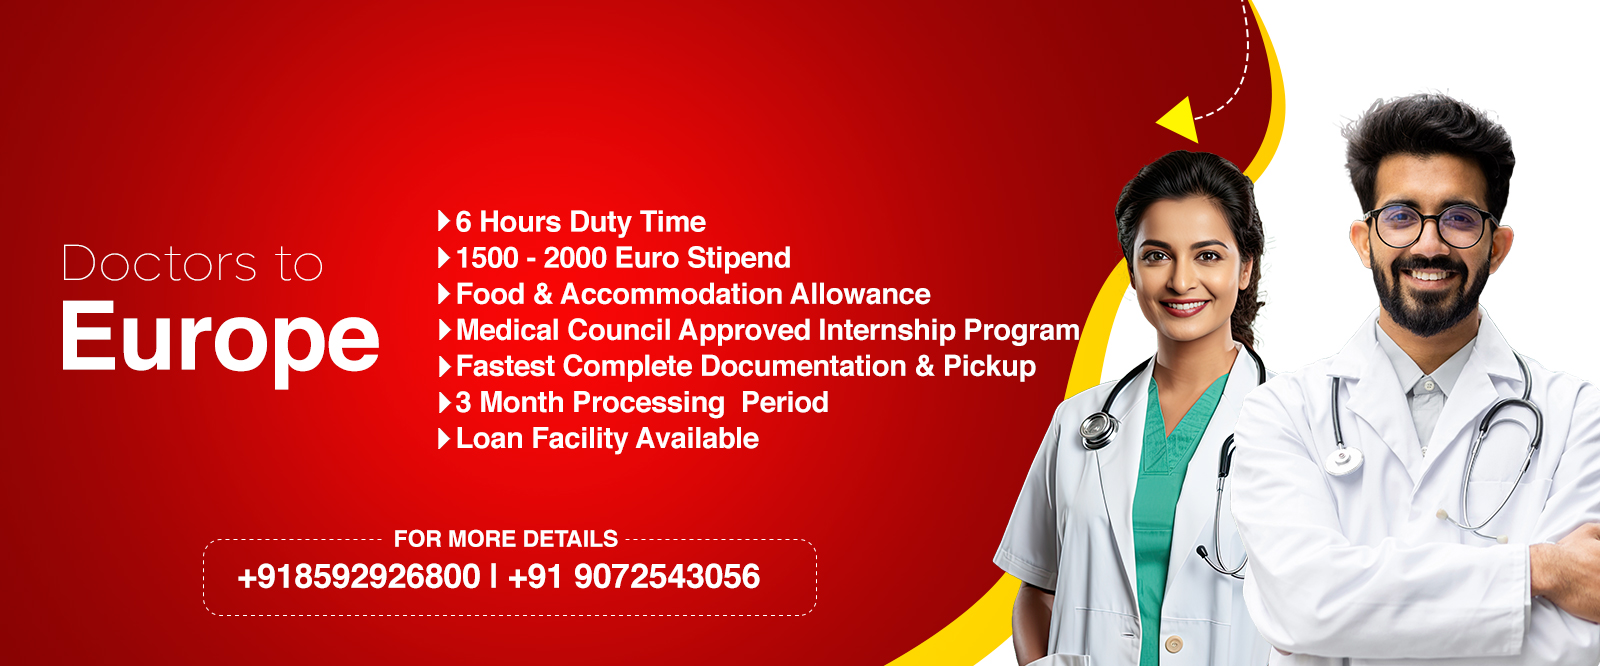 Doctors to
Europe
6 Hours Duty Time
1500 - 2000 Euro Stipend
Food & Accommodation Allowance
Medical Council Approved Internship Program
Fastest Complete Documentation & Pickup
3 Month Processing  Period
Loan Facility Available
FOR MORE DETAILS
+918592926800 | +91 9072543056